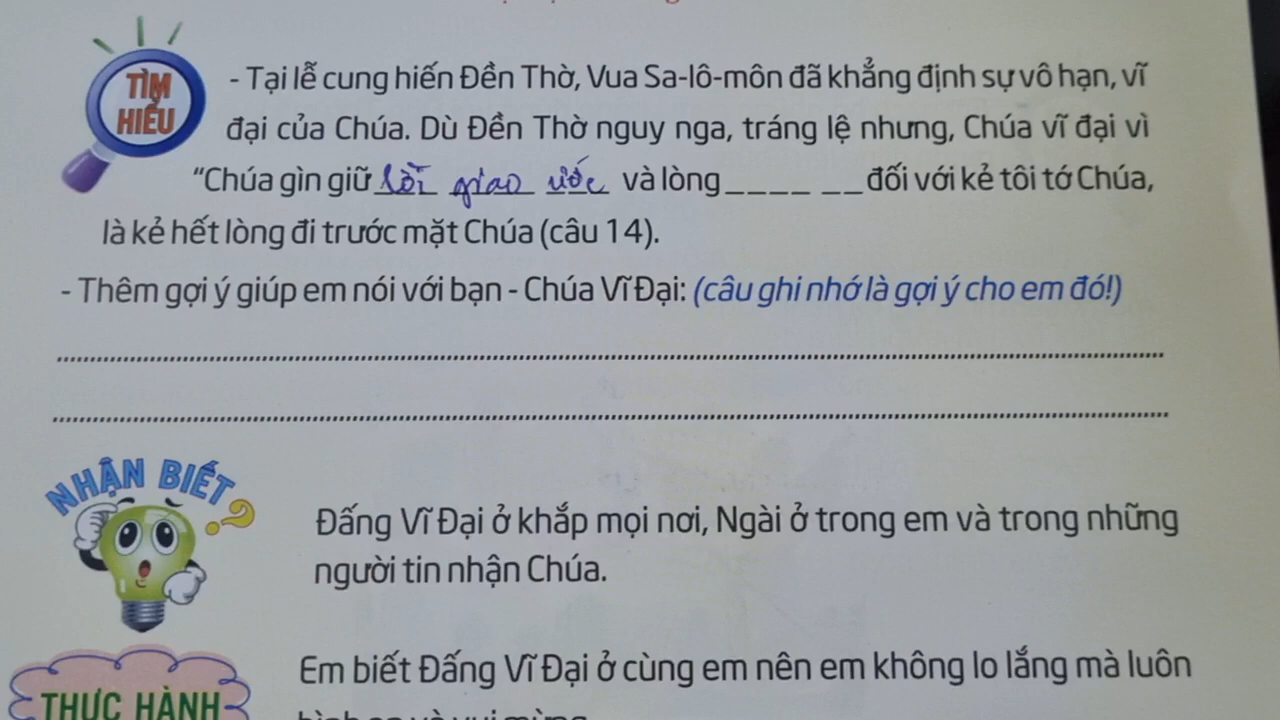 TÌM
HIỂU
- Tại lễ cung hiến Đền Thờ, Vua Sa-lô-môn đã khẳng định sự vô hạn, vĩ
đại của Chúa. Dù Đền Thờ nguy nga, tráng lệ nhưng, Chúa vĩ đại vì
“Chúa gìn giữ lời giao ước và lòng ____ __ đối với kẻ tôi tớ Chúa,
là kẻ hết lòng đi trước mặt Chúa (câu 14).
- Thêm gợi ý giúp em nói với bạn - Chúa Vĩ Đại: (câu ghi nhớ là gợi ý cho em đó!)
NHẬN BIẾT?
Đấng Vĩ Đại ở khắp mọi nơi, Ngài ở trong em và trong những
người tin nhận Chúa.
THỰC HÀNH
Em biết Đấng Vĩ Đại ở cùng em nên em không lo lắng mà luôn